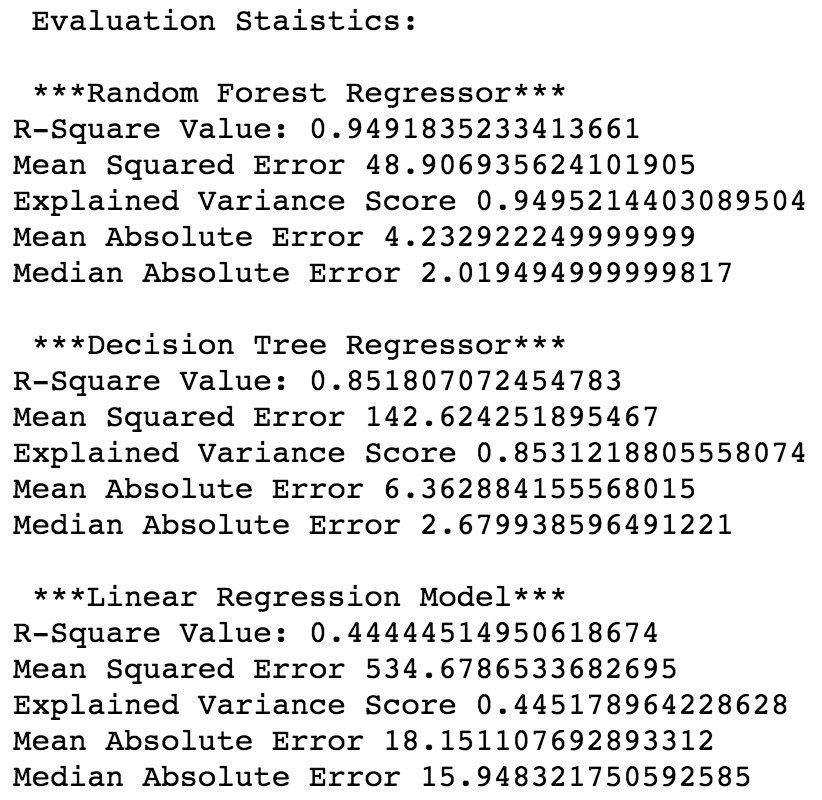 Evaluation Staistics:
***Random Forest Regressor***
R-Square Value: 0.9491835233413661
Mean Squared Error 48.906935624101905
Explained Variance Score 0.9495214403089504
Mean Absolute Error 4.232922249999999
Median Absolute Error 2.019494999999817
***Decision Tree Regressor***
R-Square Value: 0.851807072454783
Mean Squared Error 142.624251895467
Explained Variance Score 0.8531218805558074
Mean Absolute Error 6.362884155568015
Median Absolute Error 2.679938596491221
***Linear Regression Model***
R-Square Value: 0.44444514950618674
Mean Squared Error 534.6786533682695
Explained Variance Score 0.445178964228628
Mean Absolute Error 18.151107692893312
Median Absolute Error 15.948321750592585